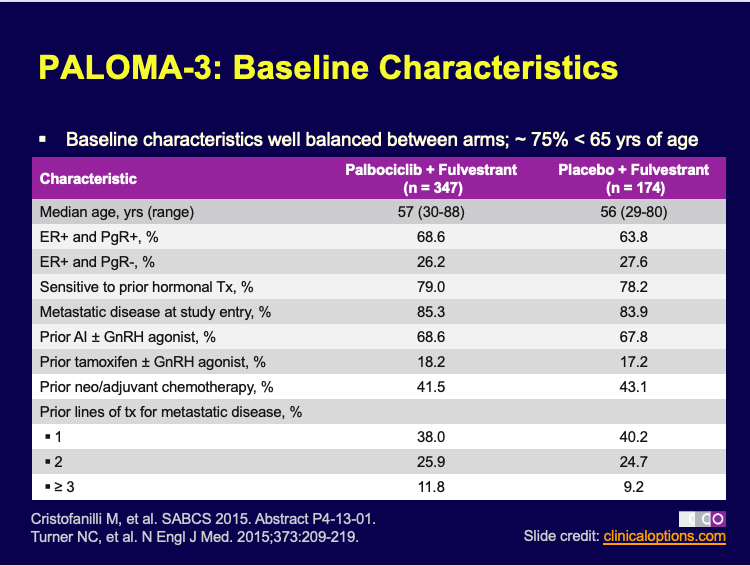 PALOMA-3: Baseline Characteristics
▪ Baseline characteristics well balanced between arms; ~ 75% < 65 yrs of age
Characteristic Palbociclib + Fulvestrant (n = 347) Placebo + Fulvestrant (n = 174)
Median age, yrs (range) 57 (30-88) 56 (29-80)
ER+ and PgR+, % 68.6 63.8
ER+ and PgR-, % 26.2 27.6
Sensitive to prior hormonal Tx, % 79.0 78.2
Metastatic disease at study entry, % 85.3 83.9
Prior AI ± GnRH agonist, % 68.6 67.8
Prior tamoxifen ± GnRH agonist, % 18.2 17.2
Prior neo/adjuvant chemotherapy, % 41.5 43.1
Prior lines of tx for metastatic disease, %
▪ 1 38.0 40.2
▪ 2 25.9 24.7
▪ ≥ 3 11.8 9.2
Cristofanilli M, et al. SABCS 2015. Abstract P4-13-01.
Turner NC, et al. N Engl J Med. 2015;373:209-219.
CCO
Slide credit: clinicaloptions.com